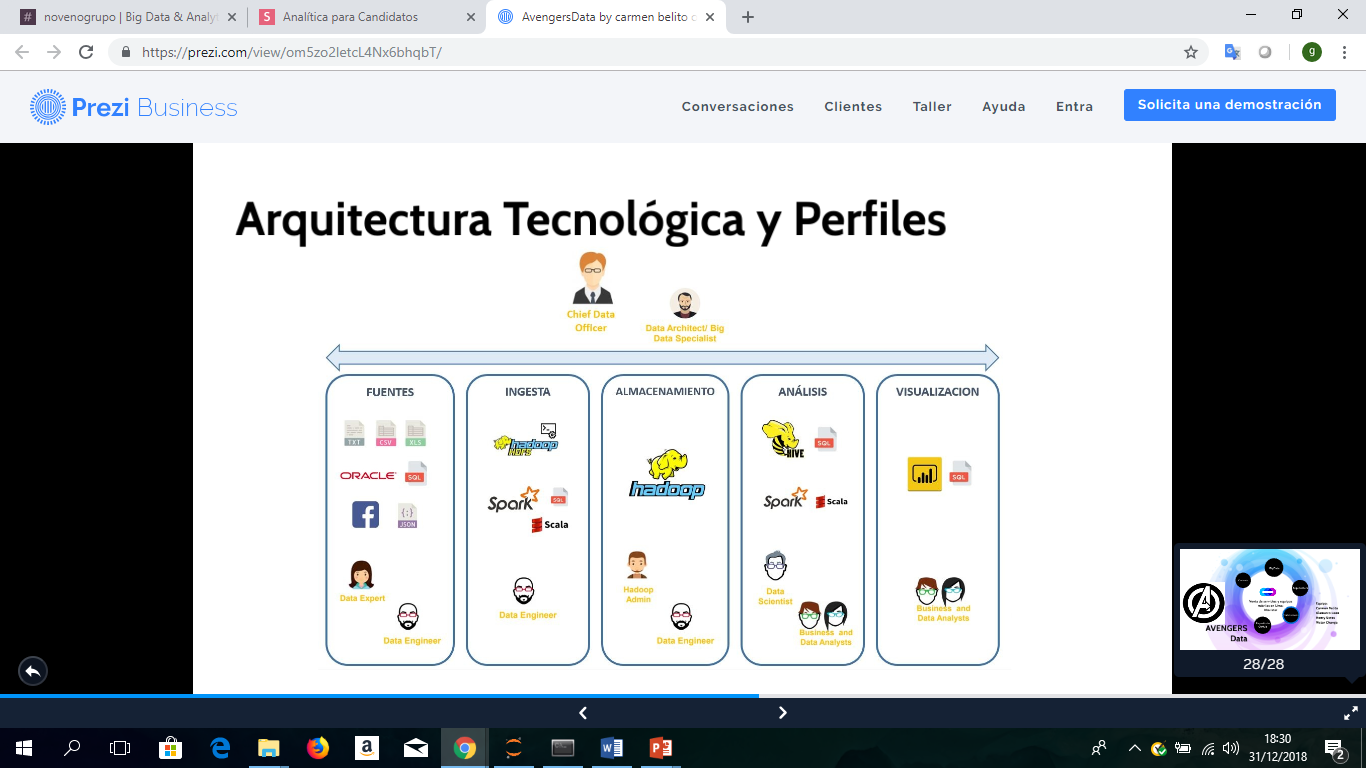 novenogrupo | Big Data & Analy
Analítica para Candidatos
AvengersData by carmen belito
https://prezi.com/view/om5zo2IetcL4Nx6bhqbT/
g
Prezi Business
Conversaciones
Clientes
Taller
Ayuda
Entra
Solicita una demostración
Arquitectura Tecnológica y Perfiles
Chief Data
Officer
Data Architect/ Big
Data Specialist
FUENTES
TXT
CSV
XLS
ORACLE
SQL
JSON
Data Expert
Data Engineer
INGESTA
hadoop
HDFS
Spark
SQL
Scala
Data Engineer
ALMACENAMIENTO
hadoop
Hadoop
Admin
Data Engineer
ANÁLISIS
HIVE
SQL
Spark
Scala
Data
Scientist
Business and
Data Analysts
VISUALIZACION
SQL
Business and
Data Analysts
AVENGERS
Data
28/28
18:30
31/12/2018
2